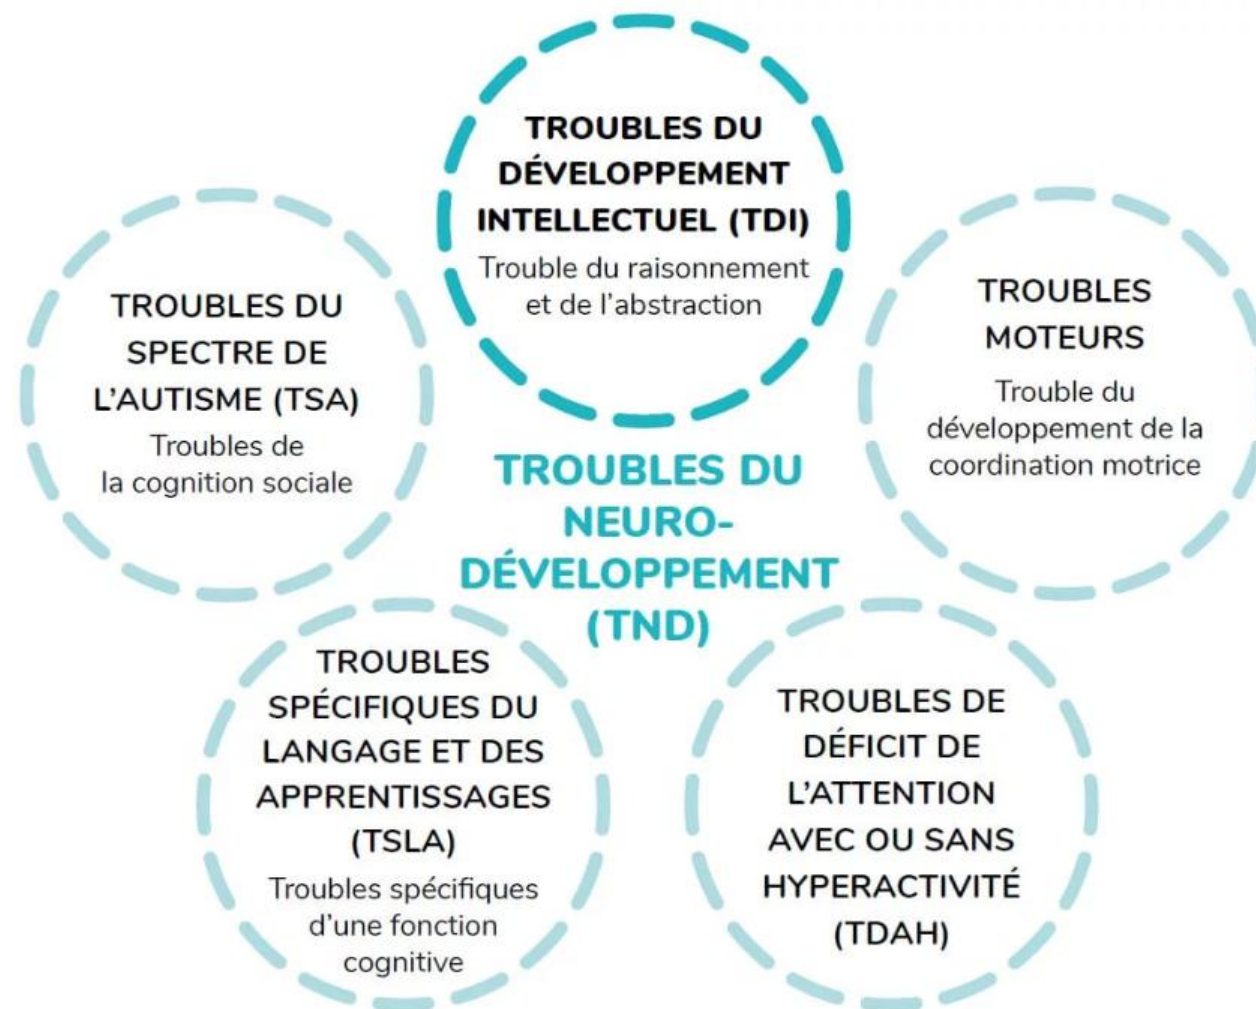 TROUBLES DU
DÉVELOPPEMENT
INTELLECTUEL (TDI)
Trouble du raisonnement
et de l'abstraction
TROUBLES DU
SPECTRE DE
L'AUTISME (TSA)
Troubles de
la cognition sociale
TROUBLES
MOTEURS
Trouble du
développement de la
coordination motrice
TROUBLES DU
NEURO-
DÉVELOPPEMENT
(TND)
TROUBLES
SPÉCIFIQUES DU
LANGAGE ET DES
APPRENTISSAGES
(TSLA)
Troubles spécifiques
d'une fonction
cognitive
TROUBLES DE
DÉFICIT DE
L'ATTENTION
AVEC OU SANS
HYPERACTIVITÉ
(TDAH)